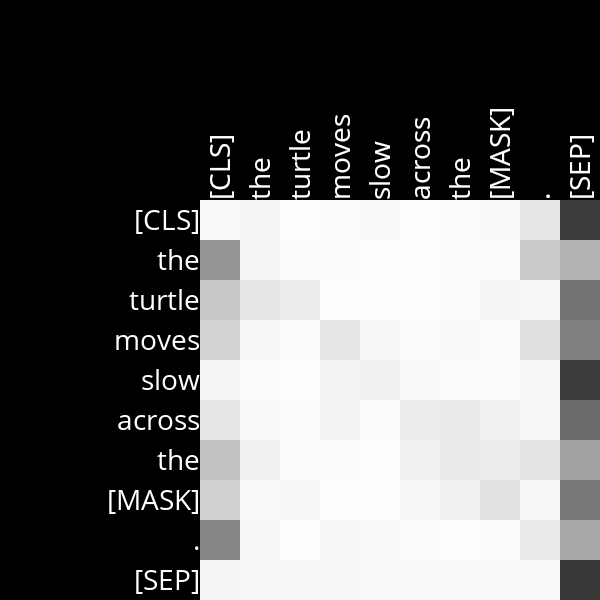 [CLS] the turtle moves slow across the [MASK] . [SEP]
[CLS]
the
turtle
moves
slow
across
the
[MASK]
.
[SEP]